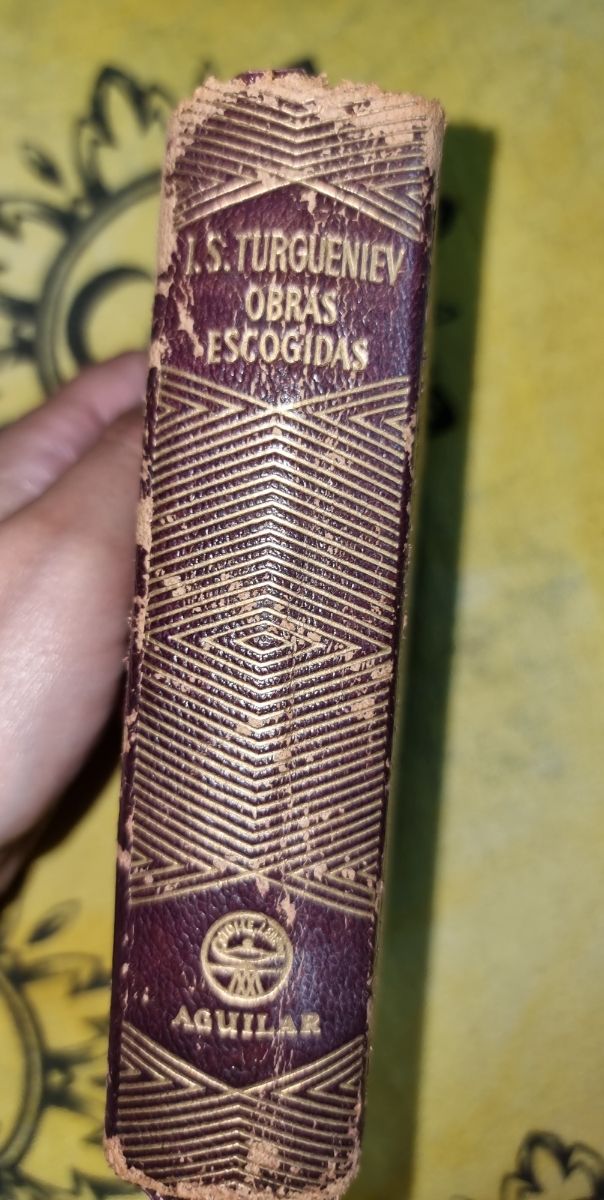 I. S. TURGUENIEV
OBRAS
ESCOGIDAS
AGUILAR